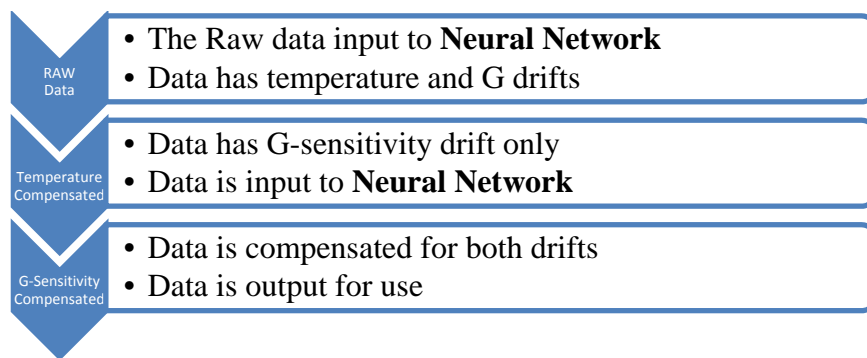 RAW
Data
• The Raw data input to Neural Network
• Data has temperature and G drifts
Temperature
Compensated
• Data has G-sensitivity drift only
• Data is input to Neural Network
G-Sensitivity
Compensated
• Data is compensated for both drifts
• Data is output for use